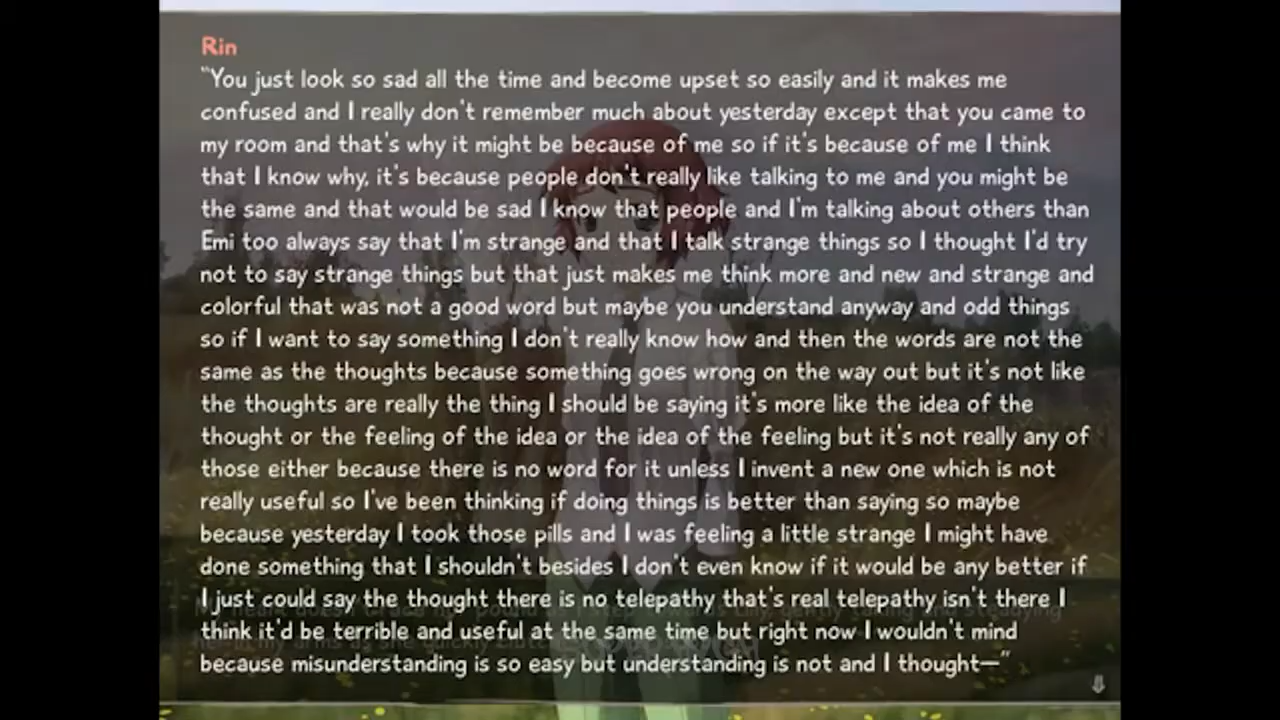 Rin
"You just look so sad all the time and become upset so easily and it makes me
confused and I really don't remember much about yesterday except that you came to
my room and that's why it might be because of me so if it's because of me I think
that I know why, it's because people don't really like talking to me and you might be
the same and that would be sad I know that people and I'm talking about others than
Emi too always say that I'm strange and that I talk strange things so I thought I'd try
not to say strange things but that just makes me think more and new and strange and
colorful that was not a good word but maybe you understand anyway and odd things
so if I want to say something I don't really know how and then the words are not the
same as the thoughts because something goes wrong on the way out but it's not like
the thoughts are really the thing I should be saying it's more like the idea of the
thought or the feeling of the idea or the idea of the feeling but it's not really any of
those either because there is no word for it unless I invent a new one which is not
really useful so I've been thinking if doing things is better than saying so maybe
because yesterday I took those pills and I was feeling a little strange I might have
done something that I shouldn't besides I don't even know if it would be any better if
I just could say the thought there is no telepathy that's real telepathy isn't there I
think it'd be terrible and useful at the same time but right now I wouldn't mind
because misunderstanding is so easy but understanding is not and I thought—"